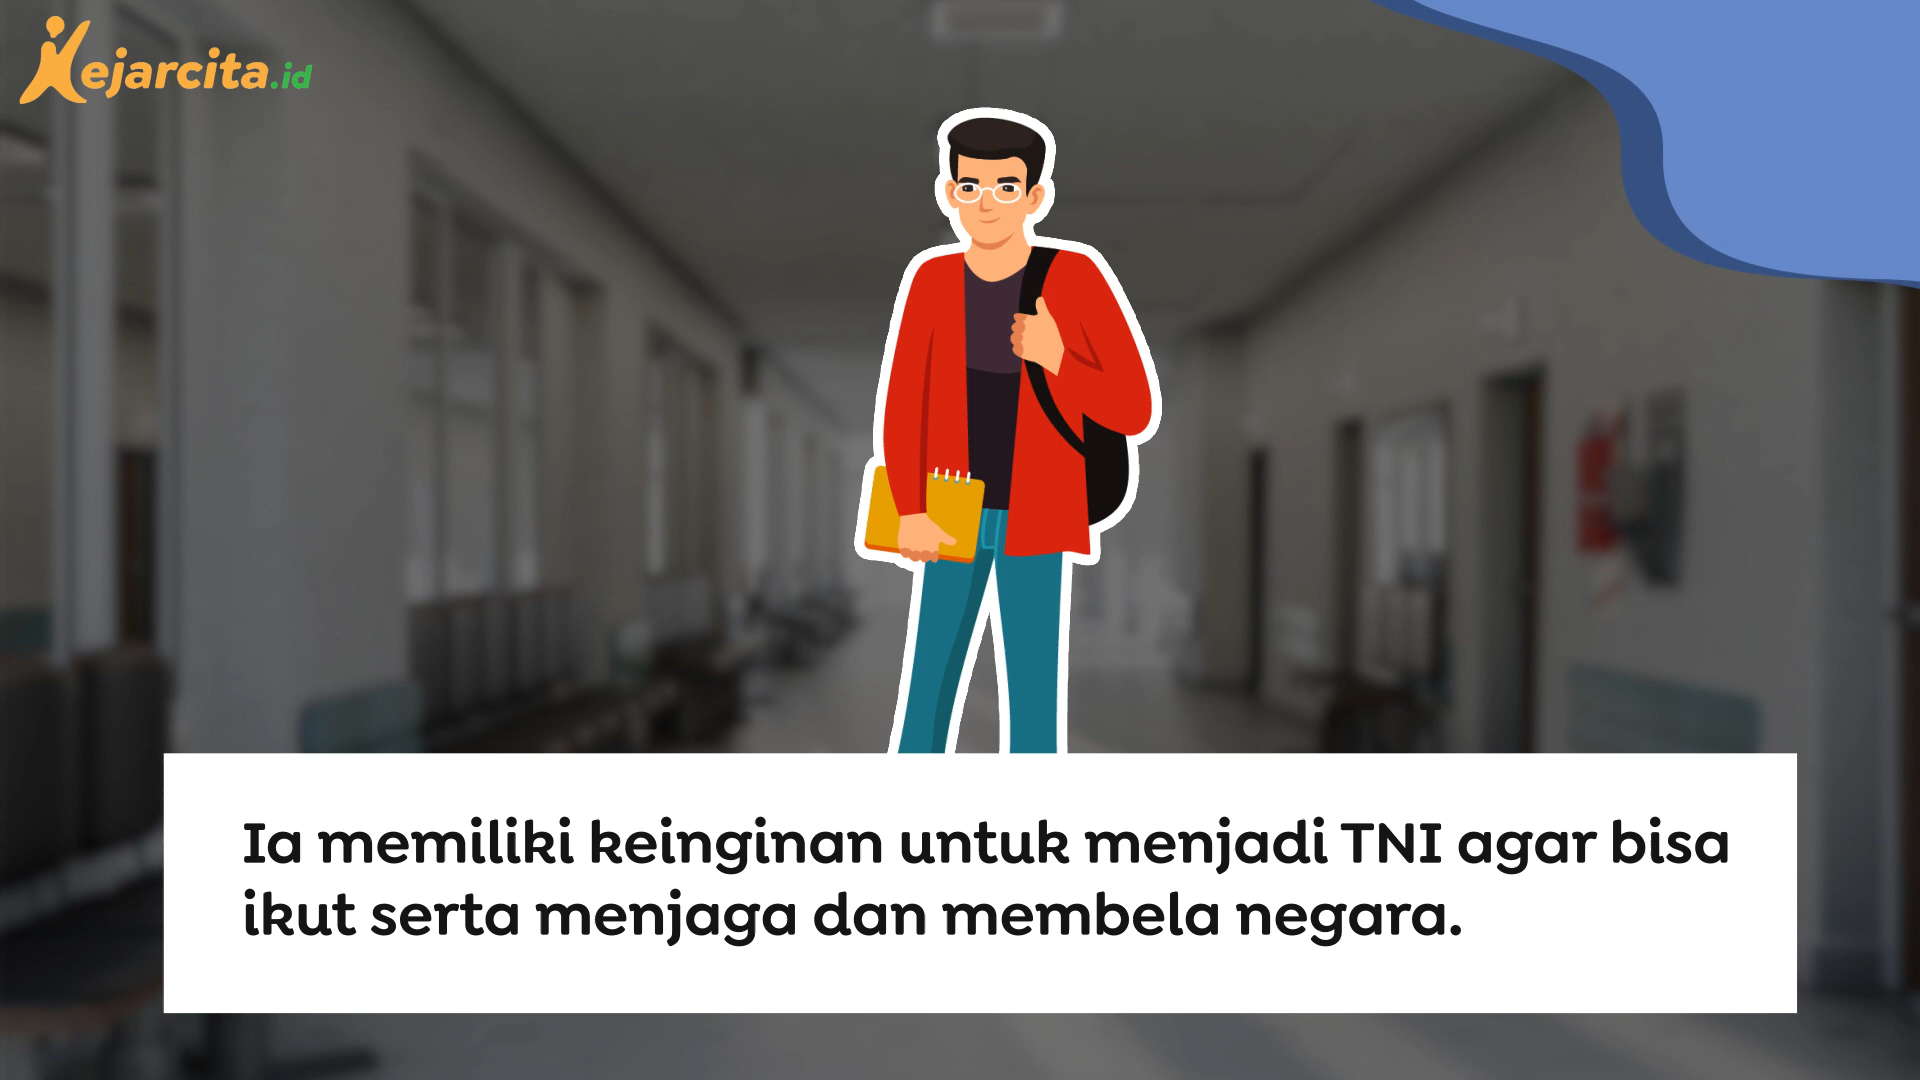 Kejarcita.id
Ia memiliki keinginan untuk menjadi TNI agar bisa
ikut serta menjaga dan membela negara.